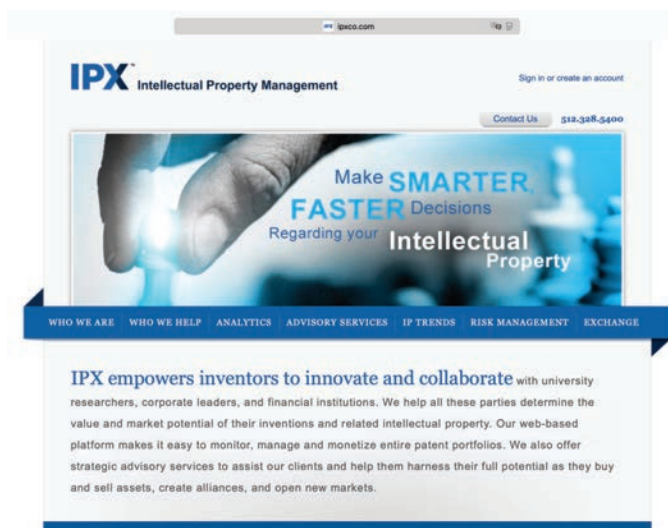 ipxco.com
IPX™ Intellectual Property Management
Sign in or create an account
Contact Us 512.328.5400
Make SMARTER,
FASTER Decisions
Regarding your Intellectual
Property
WHO WE ARE WHO WE HELP ANALYTICS ADVISORY SERVICES IP TRENDS RISK MANAGEMENT EXCHANGE
IPX empowers inventors to innovate and collaborate with university
researchers, corporate leaders, and financial institutions. We help all these parties determine the
value and market potential of their inventions and related intellectual property. Our web-based
platform makes it easy to monitor, manage and monetize entire patent portfolios. We also offer
strategic advisory services to assist our clients and help them harness their full potential as they buy
and sell assets, create alliances, and open new markets.